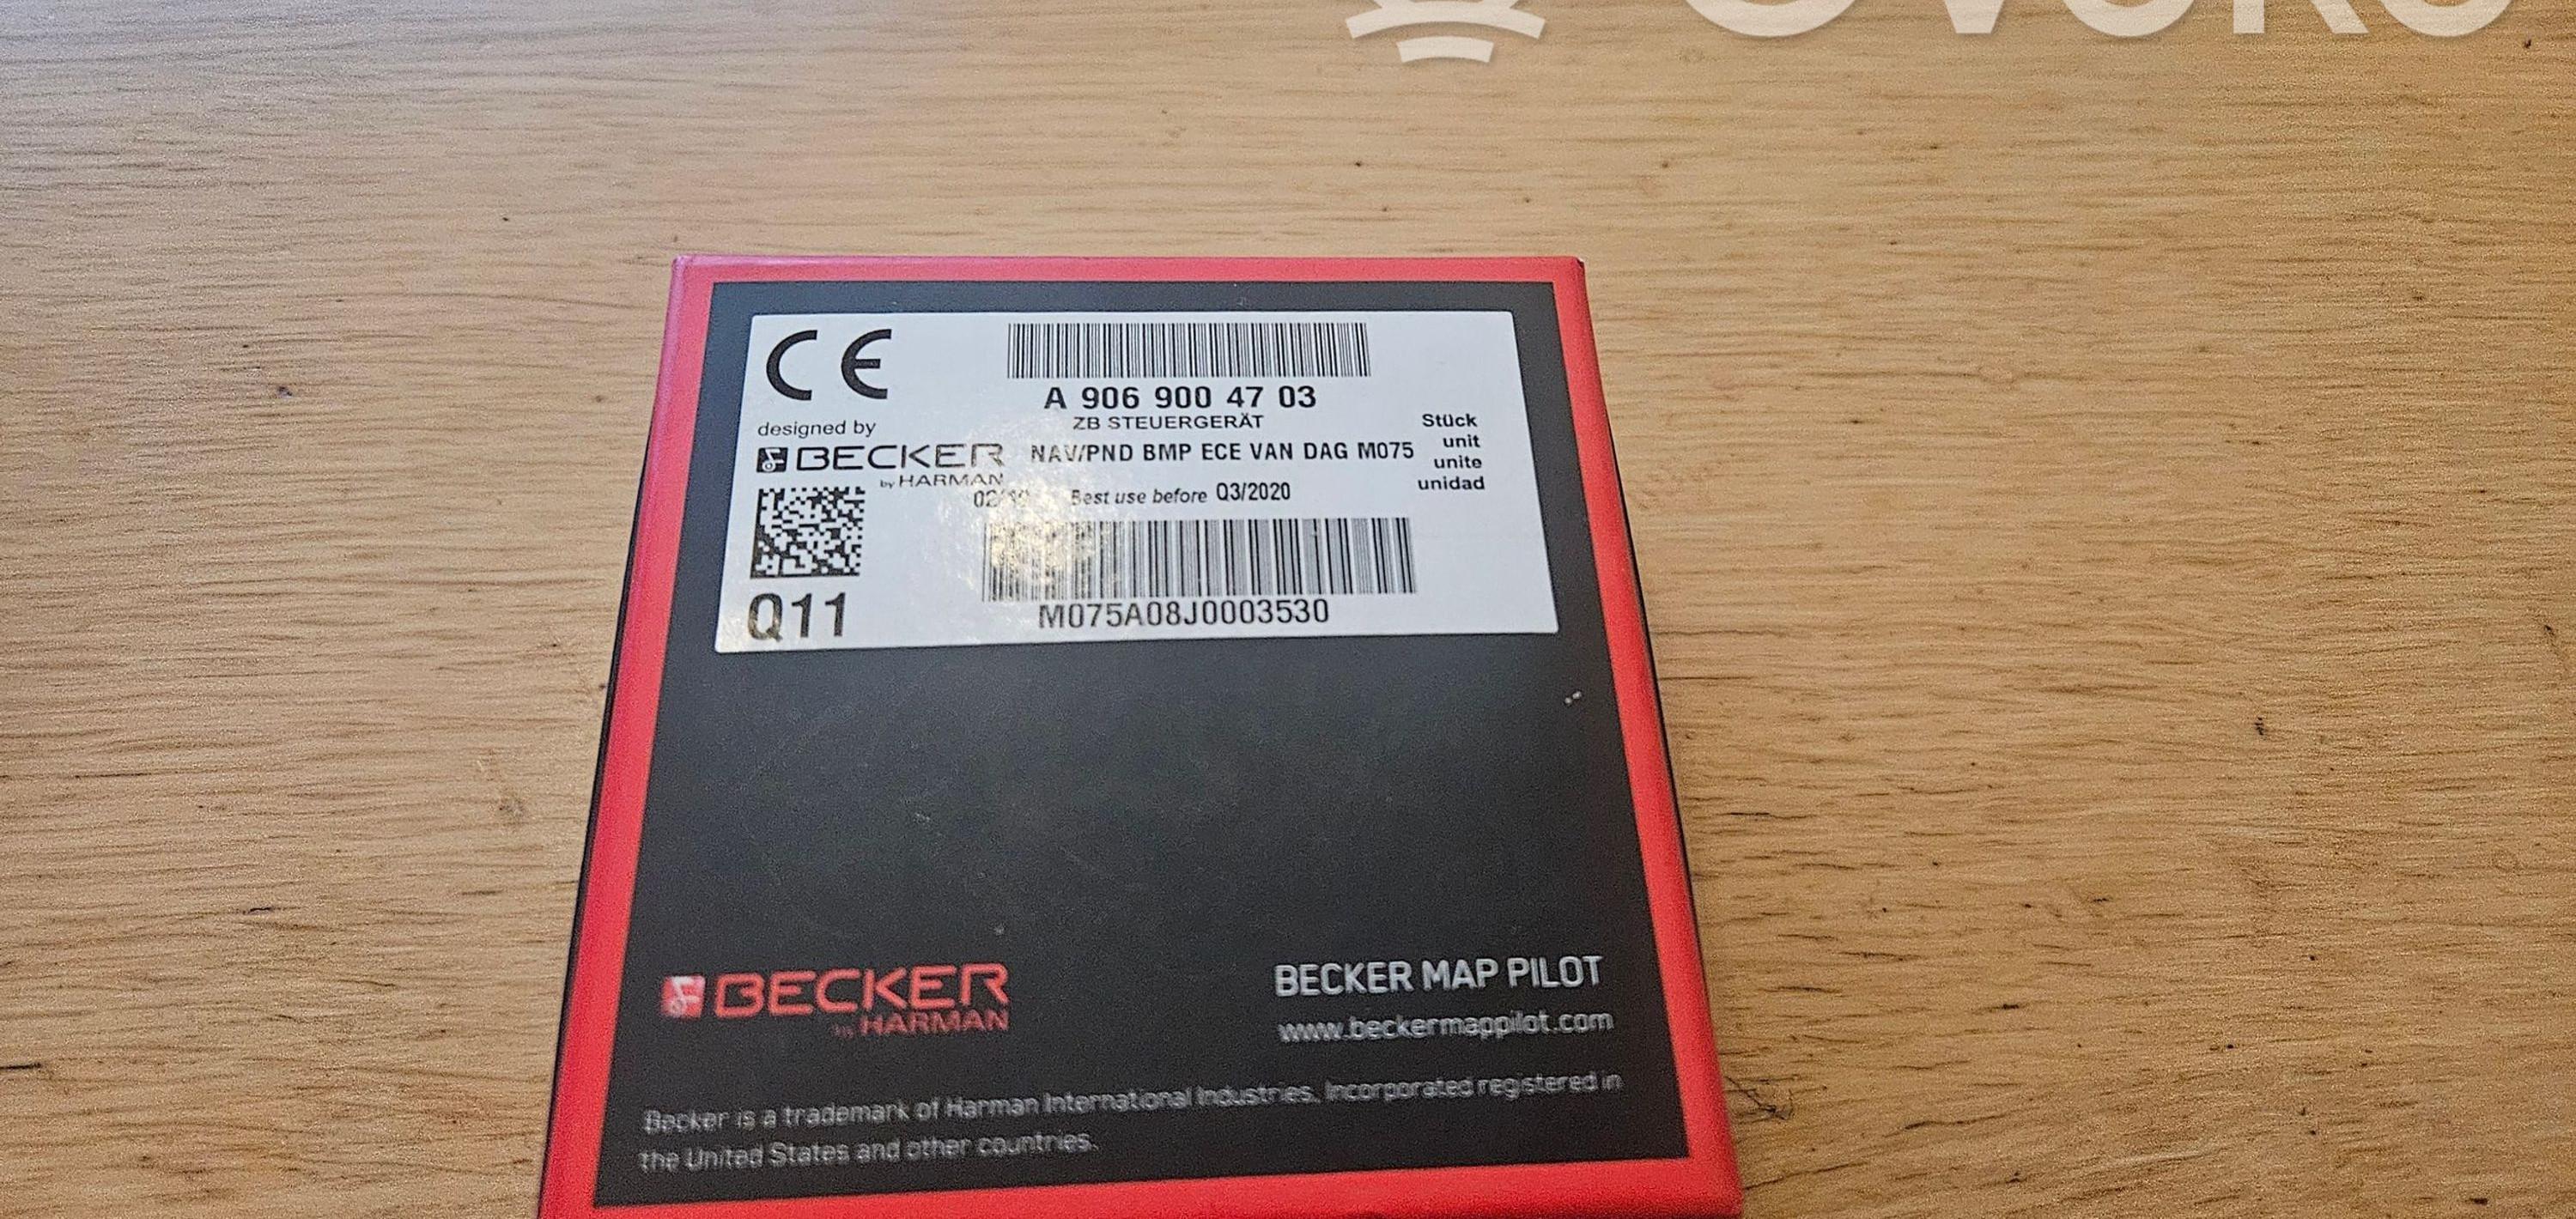 CE
A 906 900 47 03
ZB STEUERGERÄT
designed by
BECKER
by HARMAN
NAV/PND BMP ECE VAN DAG M075
Stück
unit
unite
unidad
Best use before Q3/2020
Q11
M075A08J0003530
BECKER
by HARMAN
BECKER MAP PILOT
www.beckermappilot.com
Becker is a trademark of Harman International Industries, Incorporated registered in
the United States and other countries.